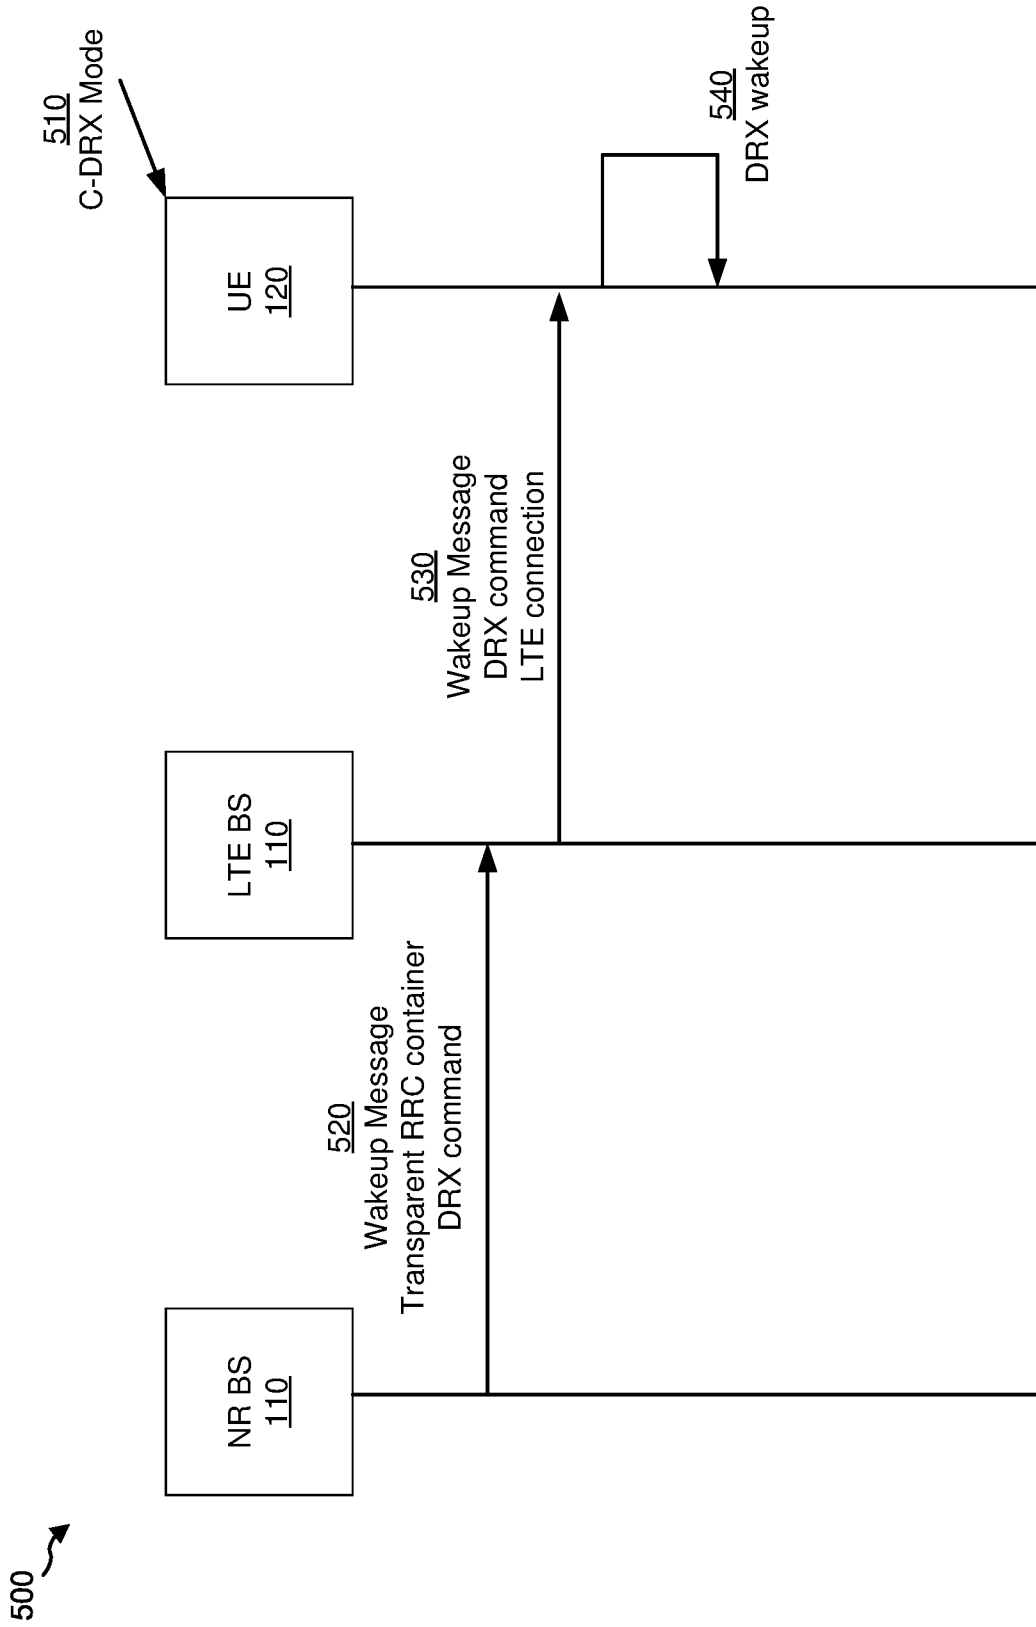 500
NR BS
110
LTE BS
110
UE
120
510
C-DRX Mode
520
Wakeup Message
Transparent RRC container
DRX command
530
Wakeup Message
DRX command
LTE connection
540
DRX wakeup